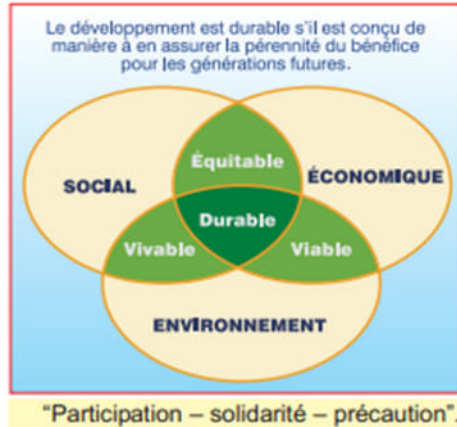 Le développement est durable s'il est conçu de
manière à en assurer la pérennité du bénéfice
pour les générations futures.
Équitable
SOCIAL
ÉCONOMIQUE
Durable
Vivable
Viable
ENVIRONNEMENT
"Participation – solidarité – précaution".